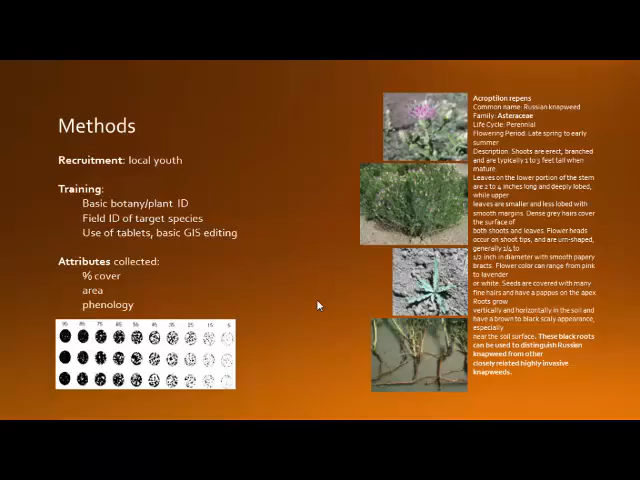 Methods
Recruitment: local youth
Training:
Basic botany/plant ID
Field ID of target species
Use of tablets, basic GIS editing
Attributes collected:
% cover
area
phenology
95 85 75 65 55 45 35 25 15 5
Acroptilon repens
Common name: Russian knapweed
Family: Asteraceae
Life Cycle: Perennial
Flowering Period: Late spring to early
summer
Description: Shoots are erect, branched
and are typically 1 to 3 feet tall when
mature.
Leaves on the lower portion of the stem
are 2 to 4 inches long and deeply lobed,
while upper
leaves are smaller and less lobed with
smooth margins. Dense grey hairs cover
the surface of
both shoots and leaves. Flower heads
occur on shoot tips, and are urn-shaped,
generally 1/4 to
1/2 inch in diameter with smooth papery
bracts. Flower color can range from pink
to lavender
or white. Seeds are covered with many
fine hairs and have a pappus on the apex.
Roots grow
vertically and horizontally in the soil and
have a brown to black scaly appearance,
especially
near the soil surface. These black roots
can be used to distinguish Russian
knapweed from other
closely related highly invasive
knapweeds.